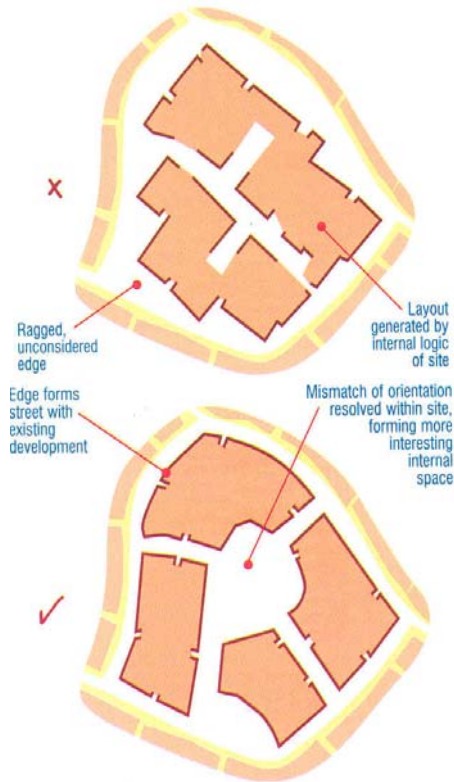 Ragged,
unconsidered
edge
Layout
generated by
internal logic
of site
Edge forms
street with
existing
development
Mismatch of orientation
resolved within site,
forming more
interesting
internal
space